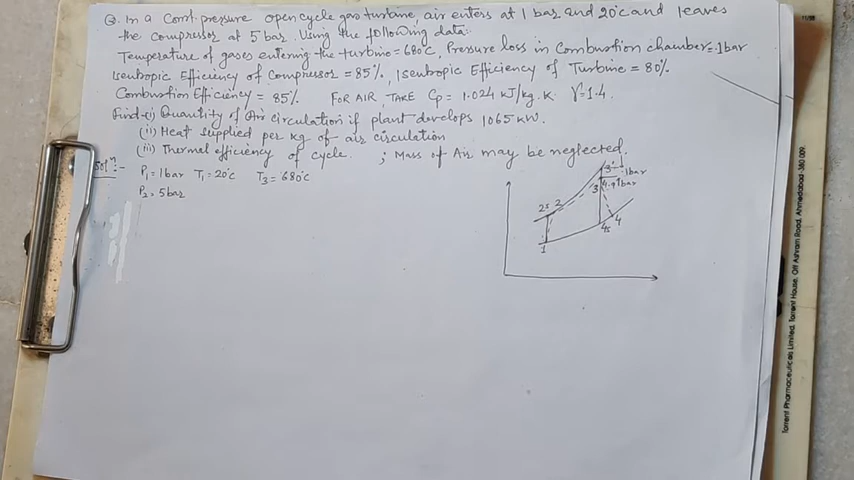 Q. In a Const. pressure open cycle gas turbine, air enters at 1 bar and 20°C and leaves
the compressor at 5 bar. Using the following data:-
Temperature of gases entering the turbine = 680°C, Pressure loss in Combustion chamber = .1 bar
Isentropic Efficiency of Compressor = 85%, Isentropic Efficiency of Turbine = 80%.
Combustion Efficiency = 85% FOR AIR, TAKE Cp = 1.024 kJ/kg.K γ=1.4.
Find:-(i) Quantity of Air circulation if plant develops 1065 kW.
(ii) Heat supplied per kg of air circulation
(iii) Thermal efficiency of cycle. ; Mass of Air may be neglected.
Solⁿ:- P₁ = 1bar T₁ = 20°C T₃ = 680°C
P₂ = 5bar
3'
.1bar
3
4.9bar
2s 2
4s 4
1
Torrent Pharmaceuticals Limited, Torrent House, Off Ashram Road, Ahmedabad-380 009.